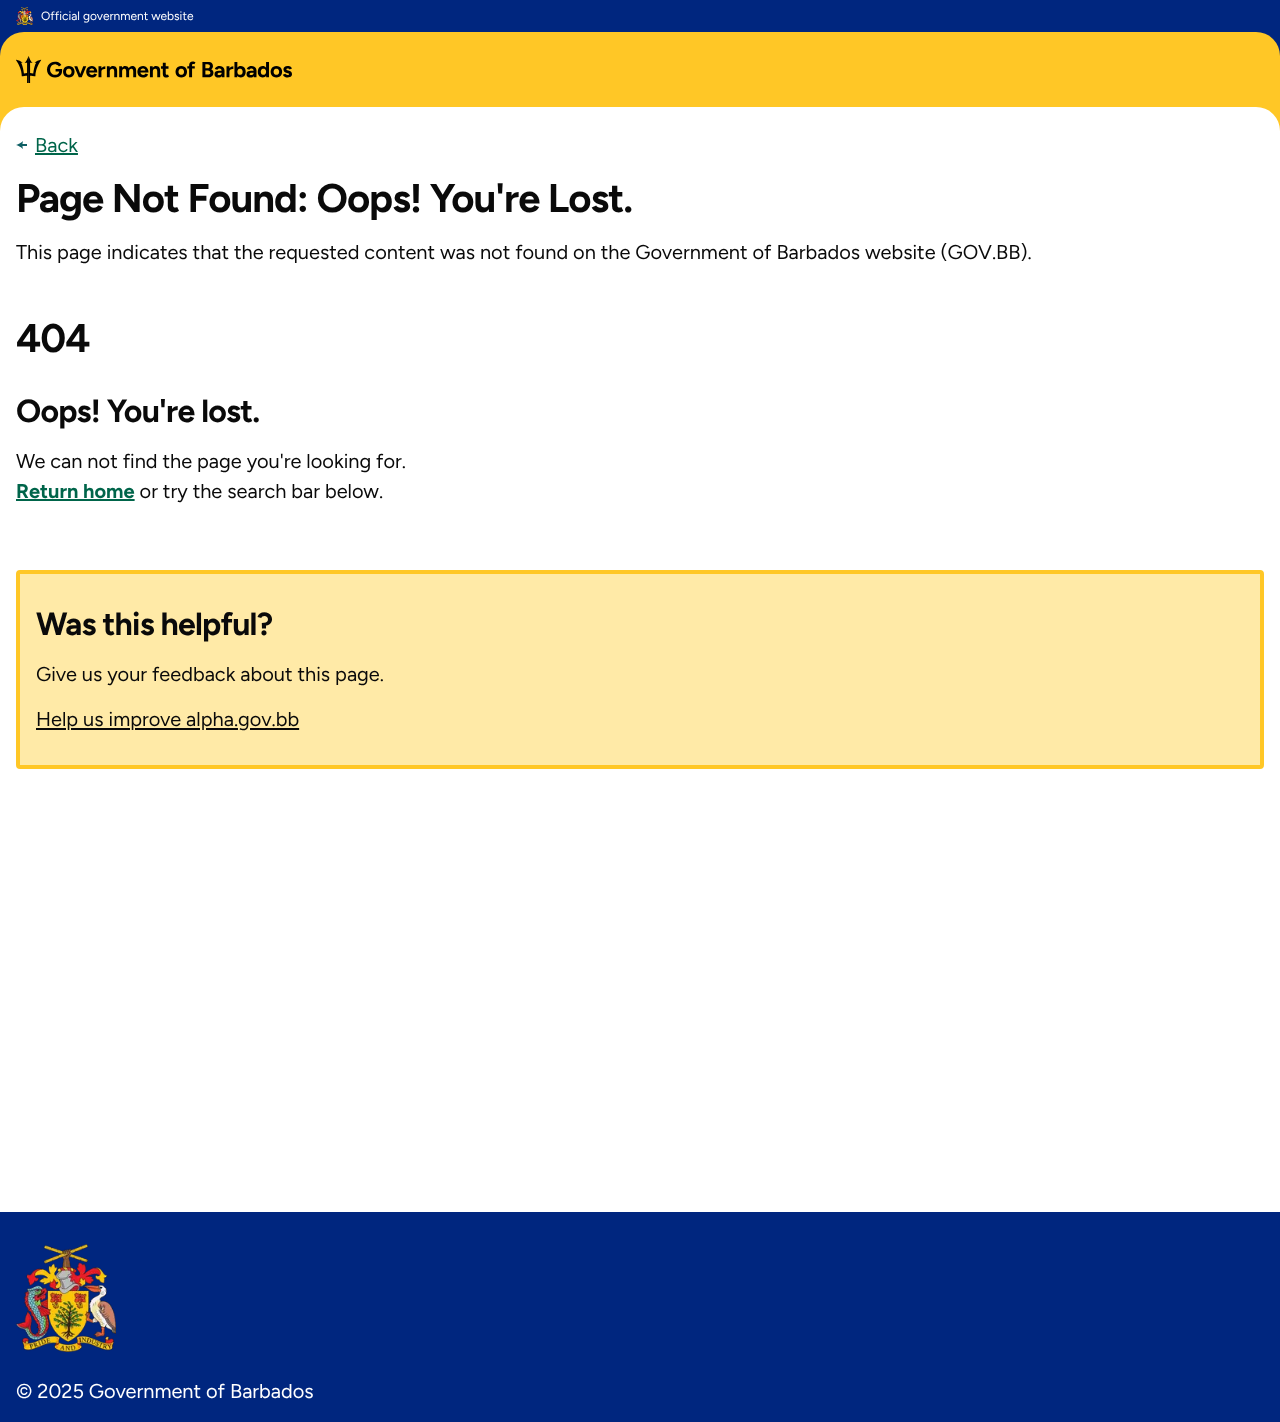 Official government website
Government of Barbados
Back
Page Not Found: Oops! You're Lost.
This page indicates that the requested content was not found on the Government of Barbados website (GOV.BB).
404
Oops! You're lost.
We can not find the page you're looking for.
Return home or try the search bar below.
Was this helpful?
Give us your feedback about this page.
Help us improve alpha.gov.bb
PRIDE AND INDUSTRY
© 2025 Government of Barbados